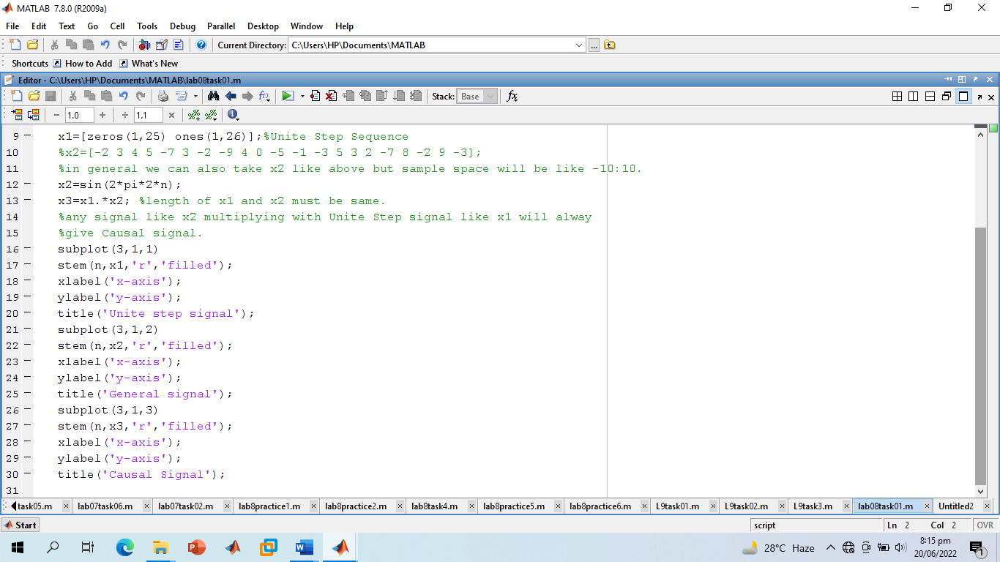 MATLAB 7.8.0 (R2009a)
File Edit Text Go Cell Tools Debug Parallel Desktop Window Help
Current Directory: C:\Users\HP\Documents\MATLAB ...
Shortcuts How to Add What's New
Editor - C:\Users\HP\Documents\MATLAB\lab08task01.m
Stack: Base fx
− 1.0 + ÷ 1.1 ×
9 − x1=[zeros(1,25) ones(1,26)];%Unite Step Sequence
10 %x2=[-2 3 4 5 -7 3 -2 -9 4 0 -5 -1 -3 5 3 2 -7 8 -2 9 -3];
11 %in general we can also take x2 like above but sample space will be like -10:10.
12 − x2=sin(2*pi*2*n);
13 − x3=x1.*x2; %length of x1 and x2 must be same.
14 %any signal like x2 multiplying with Unite Step signal like x1 will alway
15 %give Causal signal.
16 − subplot(3,1,1)
17 − stem(n,x1,'r','filled');
18 − xlabel('x-axis');
19 − ylabel('y-axis');
20 − title('Unite step signal');
21 − subplot(3,1,2)
22 − stem(n,x2,'r','filled');
23 − xlabel('x-axis');
24 − ylabel('y-axis');
25 − title('General signal');
26 − subplot(3,1,3)
27 − stem(n,x3,'r','filled');
28 − xlabel('x-axis');
29 − ylabel('y-axis');
30 − title('Causal Signal');
31
task05.m × lab07task06.m × lab07task02.m × lab8practice1.m × lab8practice2.m × lab8task4.m × lab8practice5.m × lab8practice6.m × L9task01.m × L9task02.m × L9task3.m × lab08task01.m × Untitled2 ×
Start script Ln 2 Col 2 OVR
28°C Haze 8:15 pm
20/06/2022 1